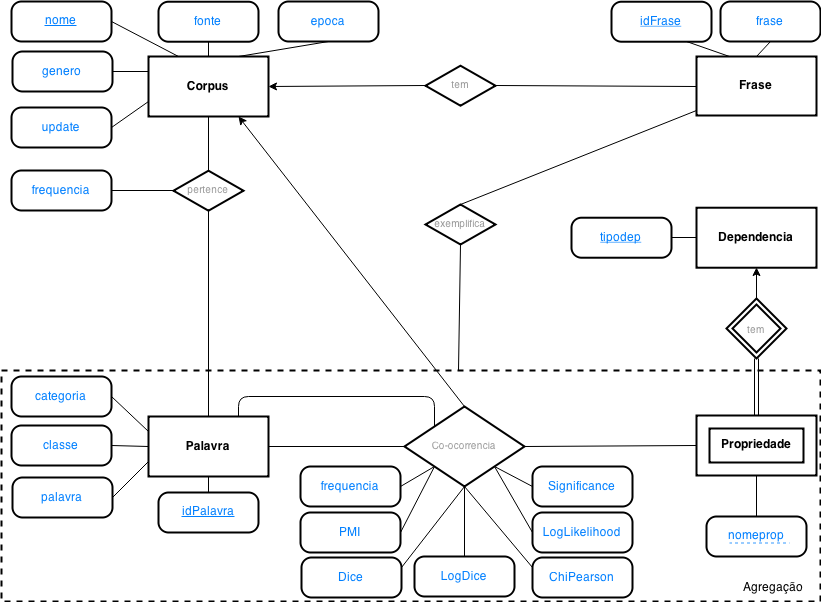 nome
fonte
epoca
idFrase
frase
genero
Corpus
tem
Frase
update
frequencia
pertence
exemplifica
tipodep
Dependencia
tem
categoria
classe
Palavra
Co-ocorrencia
Propriedade
palavra
idPalavra
frequencia
Significance
PMI
LogLikelihood
nomeprop
Dice
LogDice
ChiPearson
Agregação